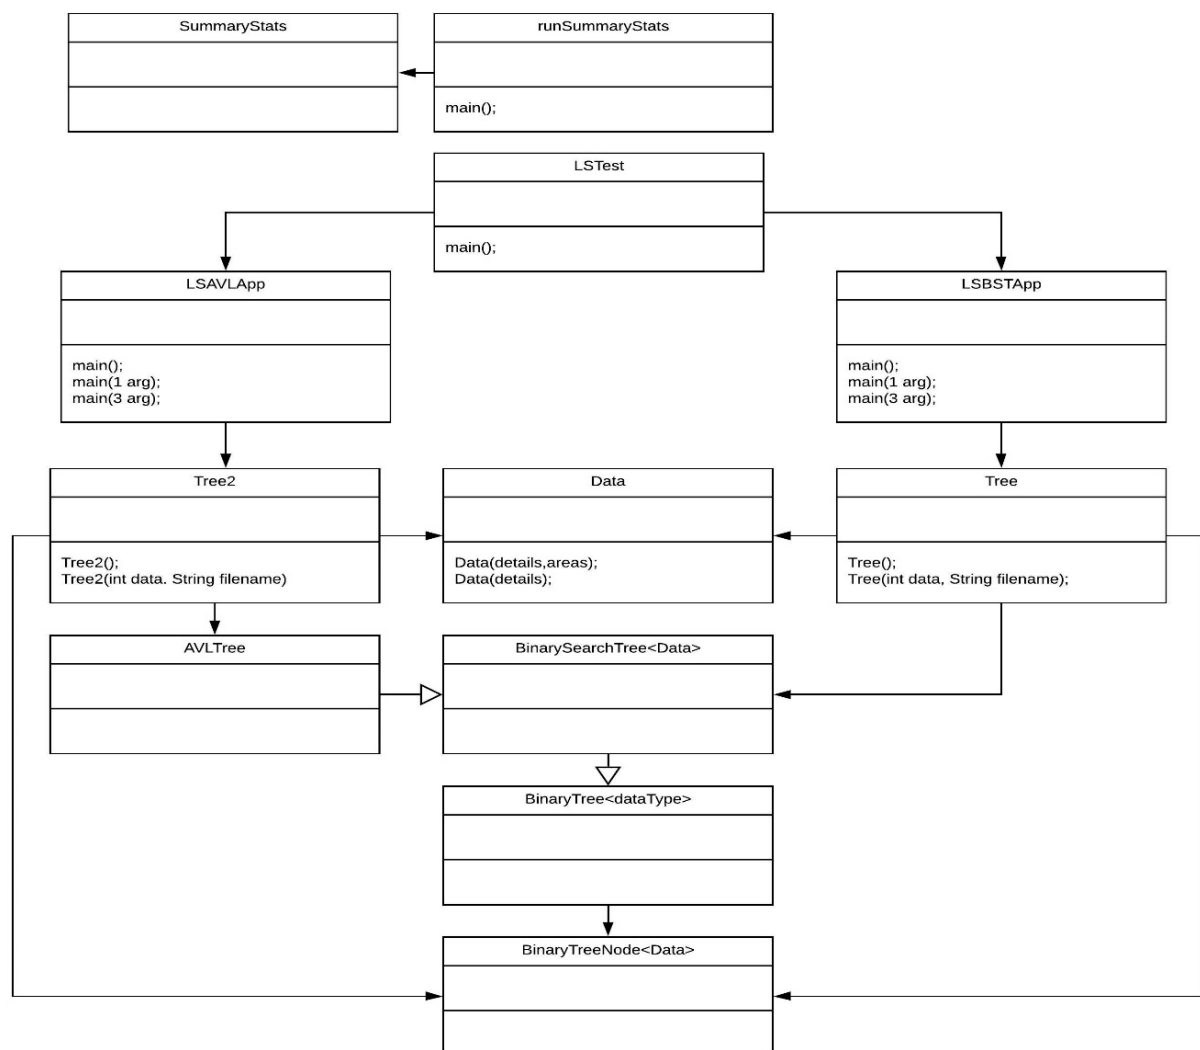 SummaryStats
runSummaryStats
main();
LSTest
main();
LSAVLApp
main();
main(1 arg);
main(3 arg);
LSBSTApp
main();
main(1 arg);
main(3 arg);
Tree2
Tree2();
Tree2(int data. String filename)
Data
Data(details,areas);
Data(details);
Tree
Tree();
Tree(int data, String filename);
AVLTree
BinarySearchTree<Data>
BinaryTree<dataType>
BinaryTreeNode<Data>